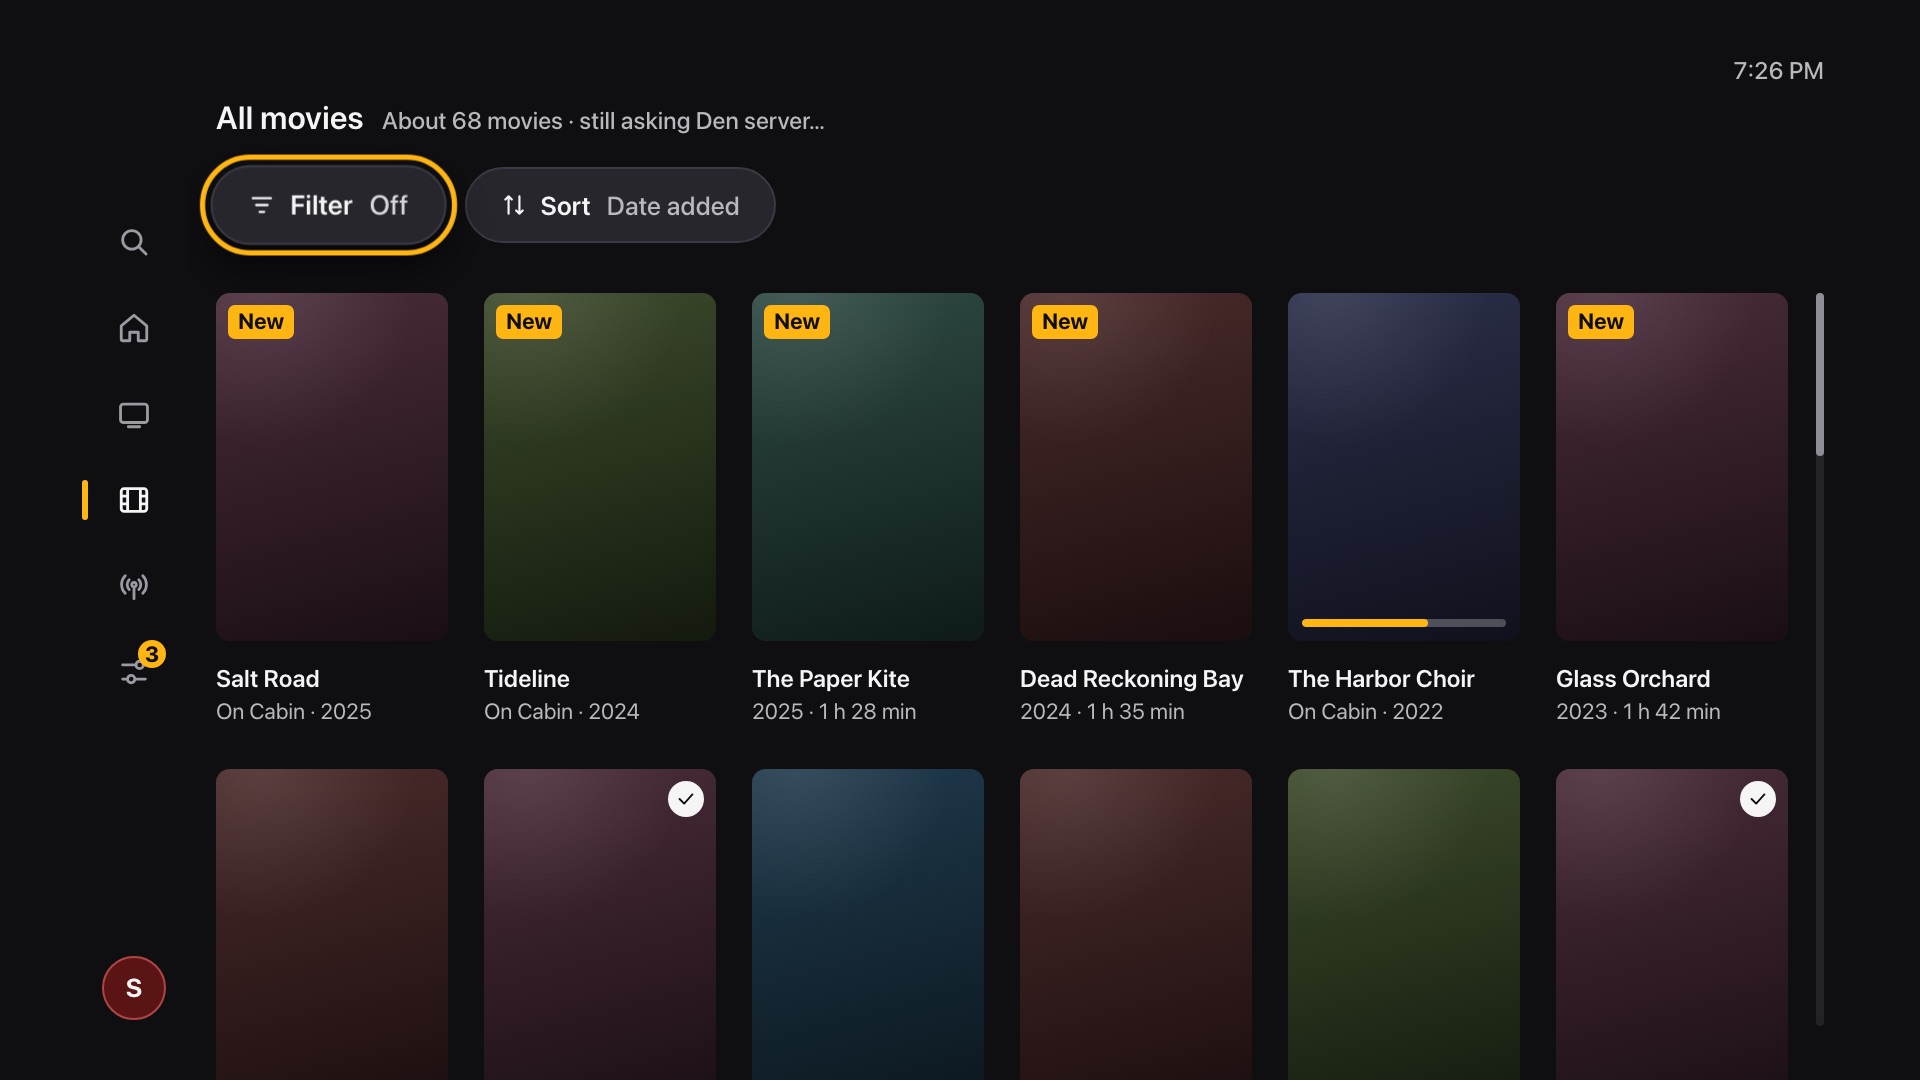 7:26 PM
All movies About 68 movies · still asking Den server…
Filter Off Sort Date added
New New New New New
Salt Road Tideline The Paper Kite Dead Reckoning Bay The Harbor Choir Glass Orchard
On Cabin · 2025 On Cabin · 2024 2025 · 1 h 28 min 2024 · 1 h 35 min On Cabin · 2022 2023 · 1 h 42 min
3
S